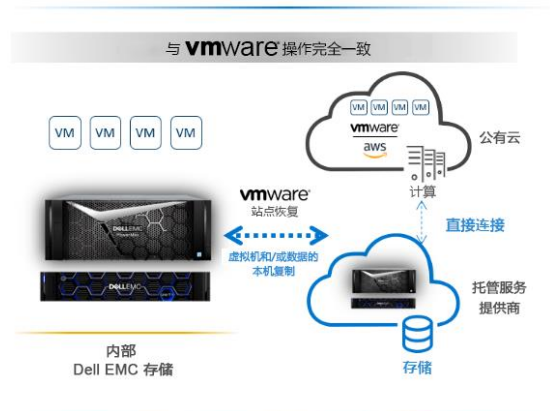 与 vmware 操作完全一致
VM VM VM VM
VM VM VM VM
vmware
aws
公有云
计算
vmware
站点恢复
虚拟机和/或数据的
本机复制
直接连接
DELLEMC
PowerMax
DELLEMC
托管服务
提供商
存储
内部
Dell EMC 存储